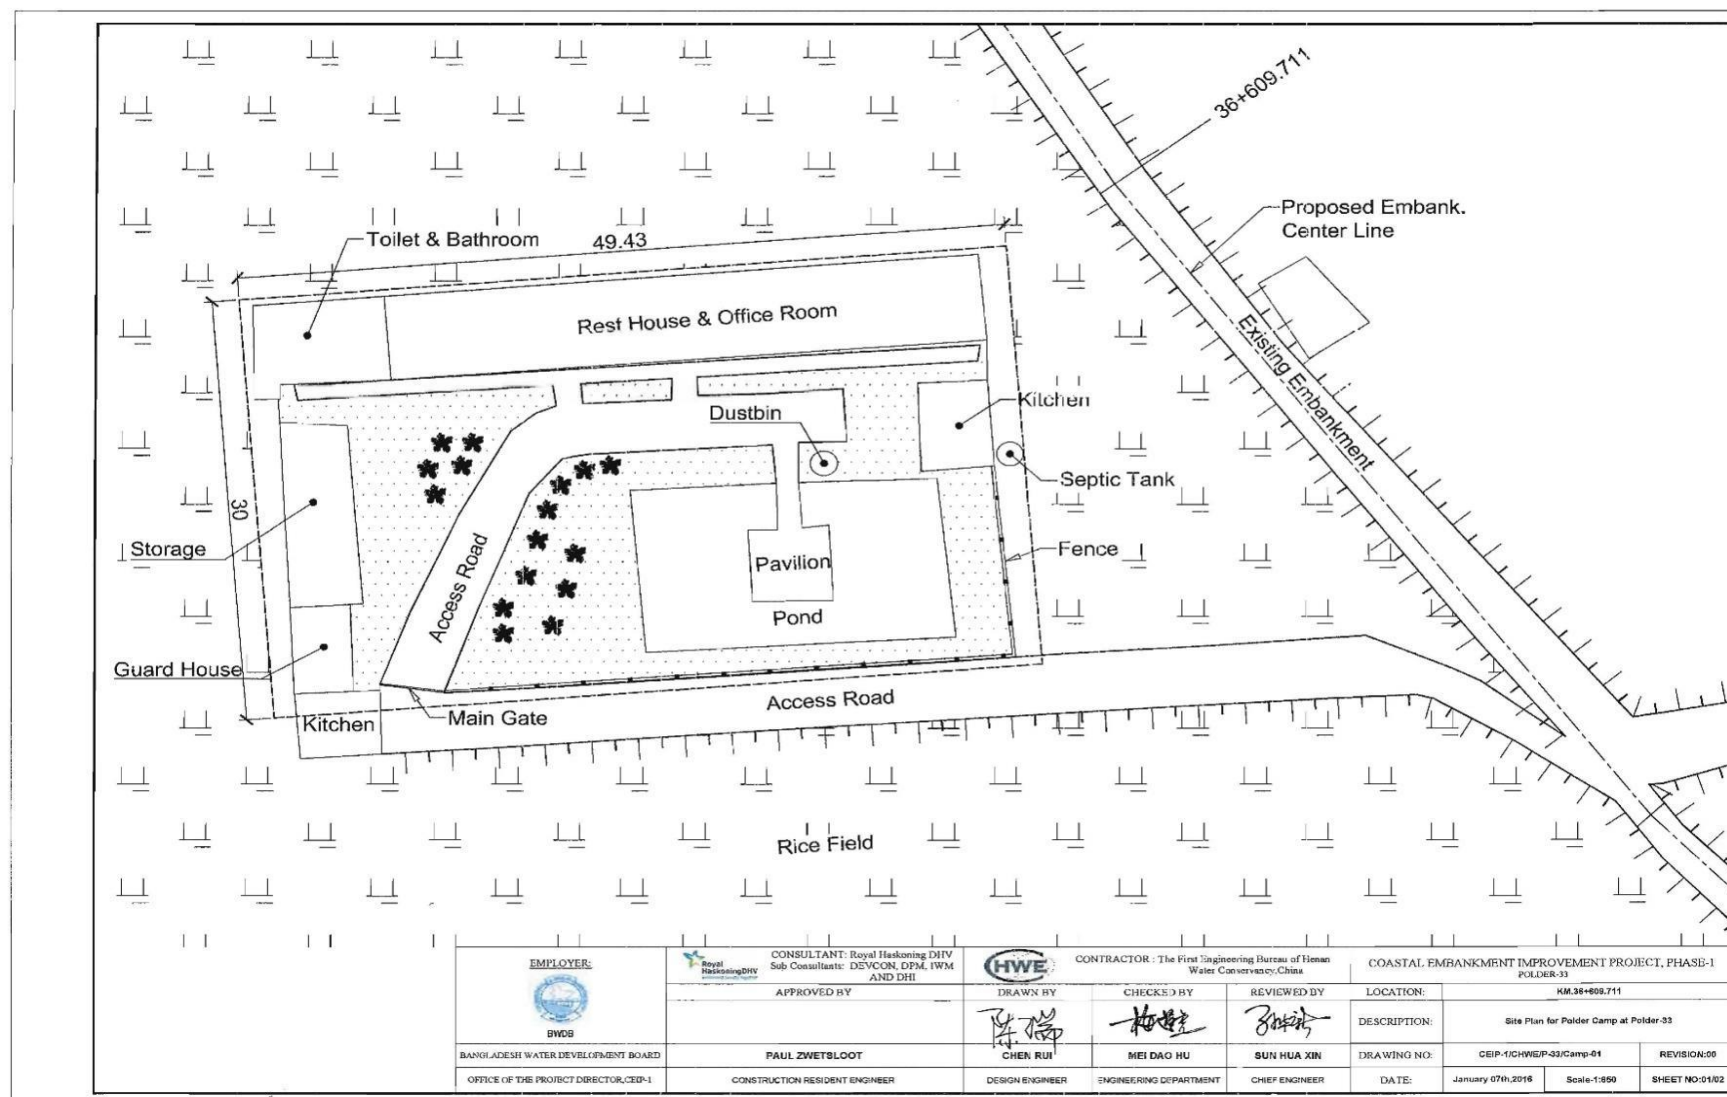 36+609.711
Proposed Embank.
Center Line
Toilet & Bathroom
49.43
Rest House & Office Room
Existing Embankment
Kitchen
Dustbin
Septic Tank
30
Storage
Access Road
Fence
Pavilion
Pond
Guard House
Access Road
Main Gate
Kitchen
Rice Field
EMPLOYER:
BWDB
BANGLADESH WATER DEVELOPMENT BOARD
OFFICE OF THE PROJECT DIRECTOR,CEIP-1
Royal
HaskoningDHV
CONSULTANT: Royal Haskoning DHV
Sub Consultants: DEVCON, DPM, IWM
AND DHI
APPROVED BY
PAUL ZWETSLOOT
CONSTRUCTION RESIDENT ENGINEER
HWE
CONTRACTOR : The First Engineering Bureau of Henan
Water Conservancy,China
DRAWN BY
CHECKED BY
REVIEWED BY
陈瑞
CHEN RUI
MEI DAO HU
SUN HUA XIN
DESIGN ENGINEER
ENGINEERING DEPARTMENT
CHIEF ENGINEER
COASTAL EMBANKMENT IMPROVEMENT PROJECT, PHASE-1
POLDER-33
LOCATION:
KM.36+609.711
DESCRIPTION:
Site Plan for Polder Camp at Polder-33
DRAWING NO:
CEIP-1/CHWE/P-33/Camp-01
REVISION:00
DATE:
January 07th,2016
Scale-1:650
SHEET NO:01/02